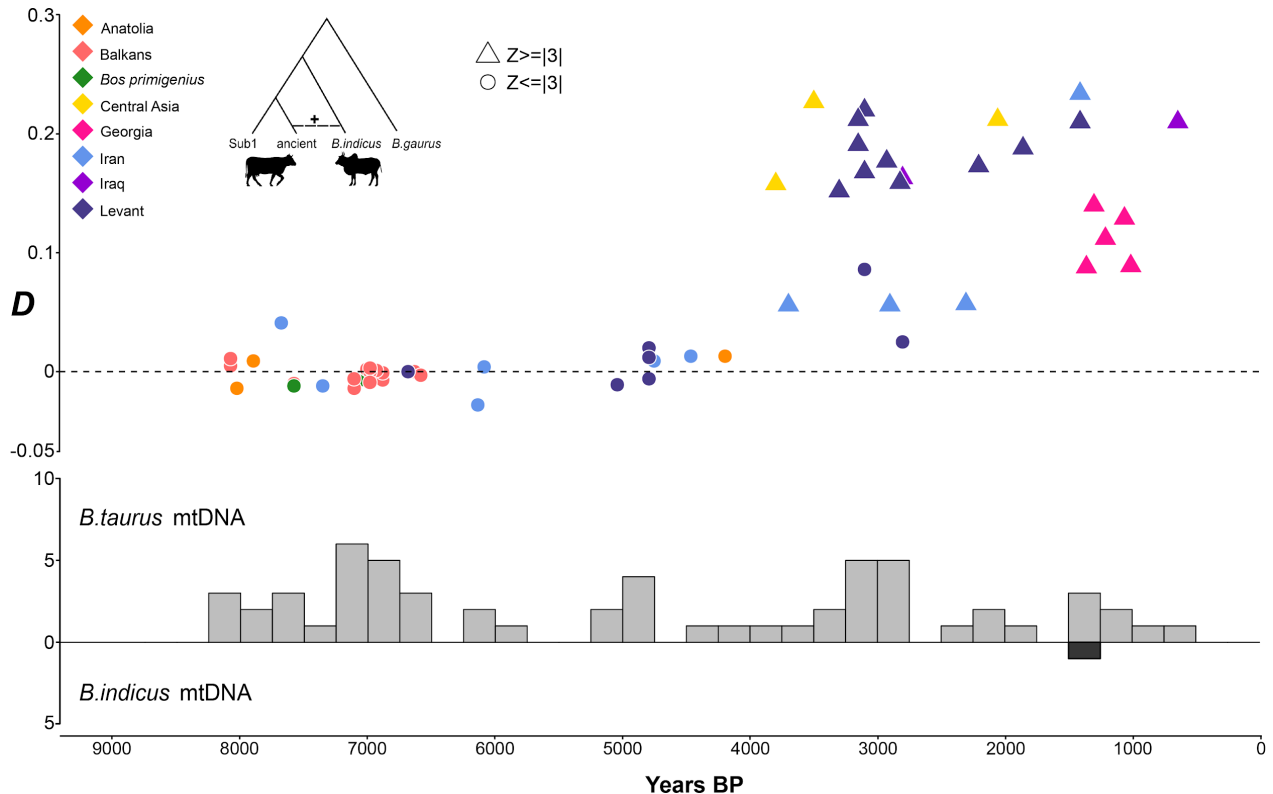 0.3
0.2
0.1
0
-0.05
D
Anatolia
Balkans
Bos primigenius
Central Asia
Georgia
Iran
Iraq
Levant
+
Sub1 ancient B.indicus B.gaurus
Z>=|3|
Z<=|3|
10
5
0
5
B.taurus mtDNA
B.indicus mtDNA
9000 8000 7000 6000 5000 4000 3000 2000 1000 0
Years BP